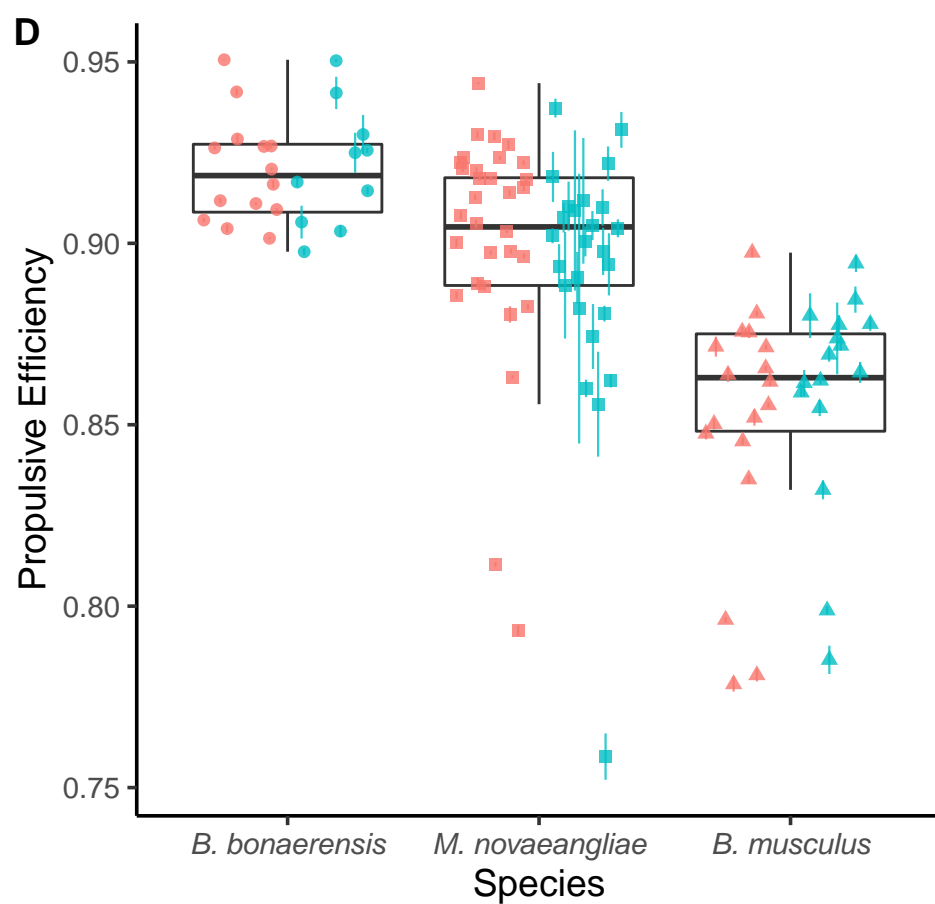 D
0.95
0.90
0.85
0.80
0.75
Propulsive Efficiency
B. bonaerensis
M. novaeangliae
B. musculus
Species